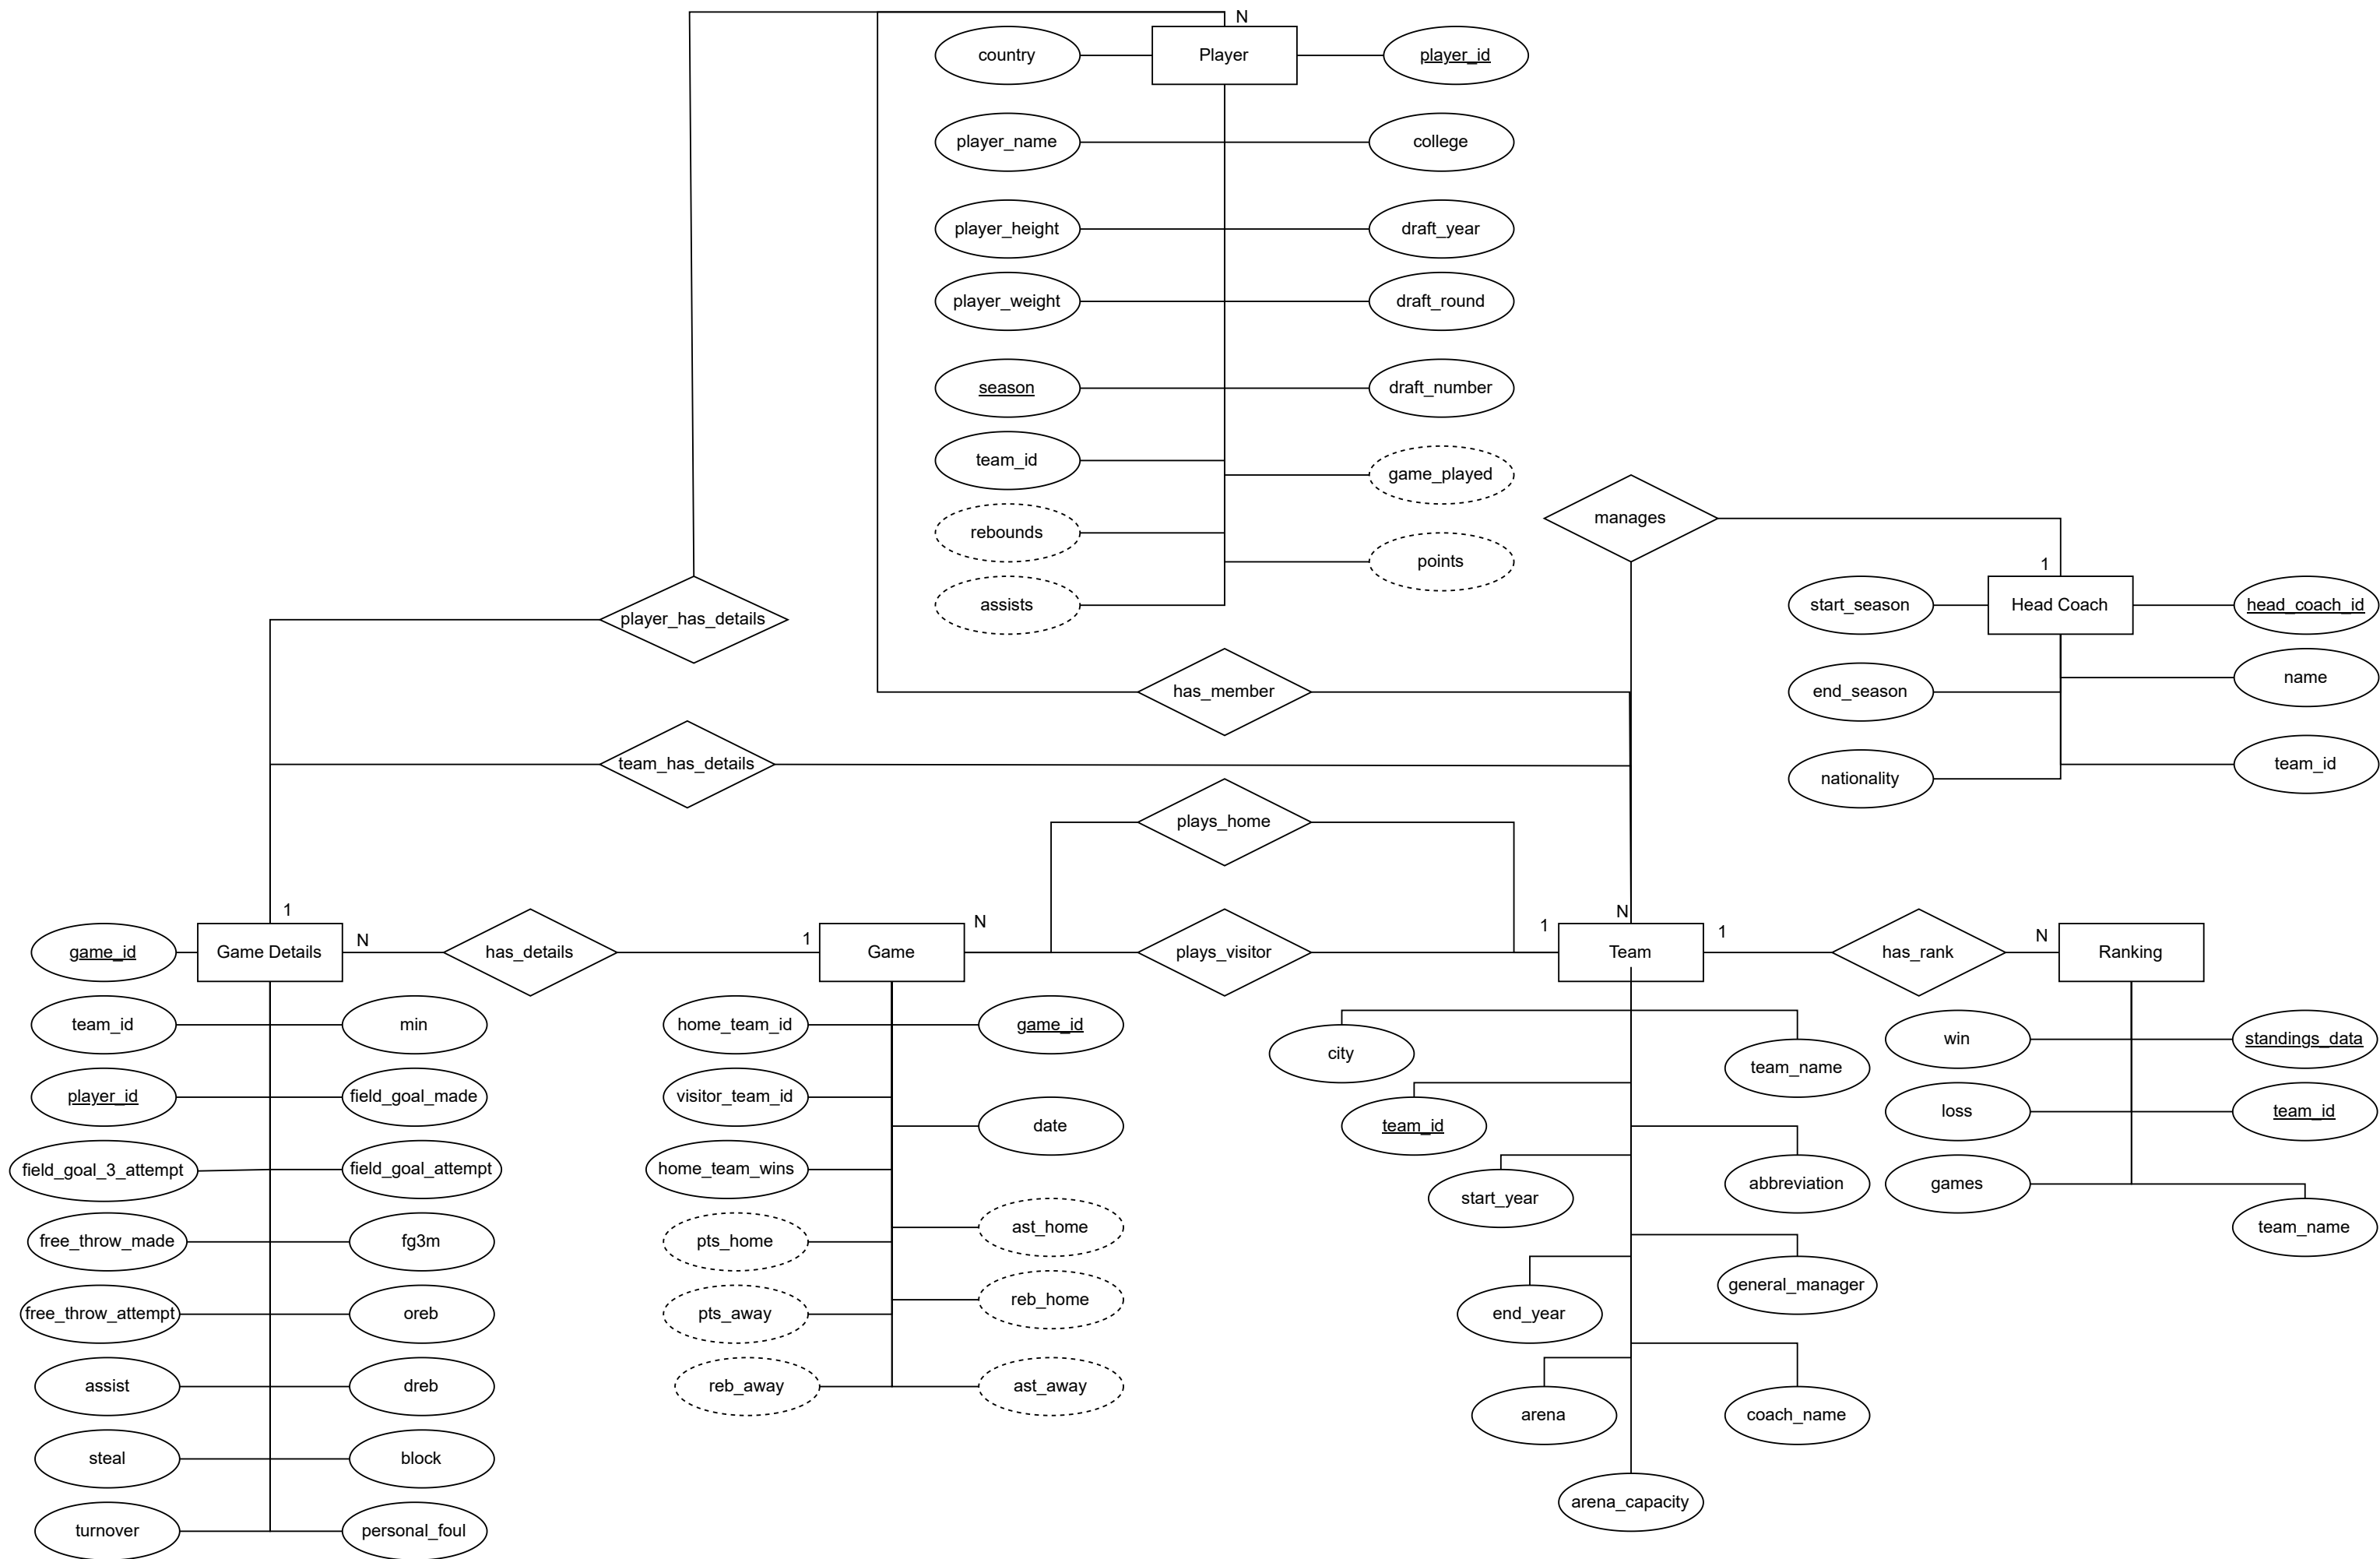 N
country
Player
player_id
player_name
college
player_height
draft_year
player_weight
draft_round
season
draft_number
team_id
game_played
rebounds
points
assists
manages
1
start_season
Head Coach
head_coach_id
player_has_details
has_member
end_season
name
team_has_details
nationality
team_id
plays_home
1
N
1
N
1
N
1
N
game_id
Game Details
has_details
Game
plays_visitor
Team
has_rank
Ranking
team_id
min
home_team_id
game_id
city
team_name
win
standings_data
player_id
field_goal_made
visitor_team_id
date
team_id
loss
team_id
field_goal_3_attempt
field_goal_attempt
home_team_wins
start_year
abbreviation
games
team_name
free_throw_made
fg3m
pts_home
ast_home
general_manager
free_throw_attempt
oreb
pts_away
reb_home
end_year
assist
dreb
reb_away
ast_away
arena
coach_name
steal
block
arena_capacity
turnover
personal_foul